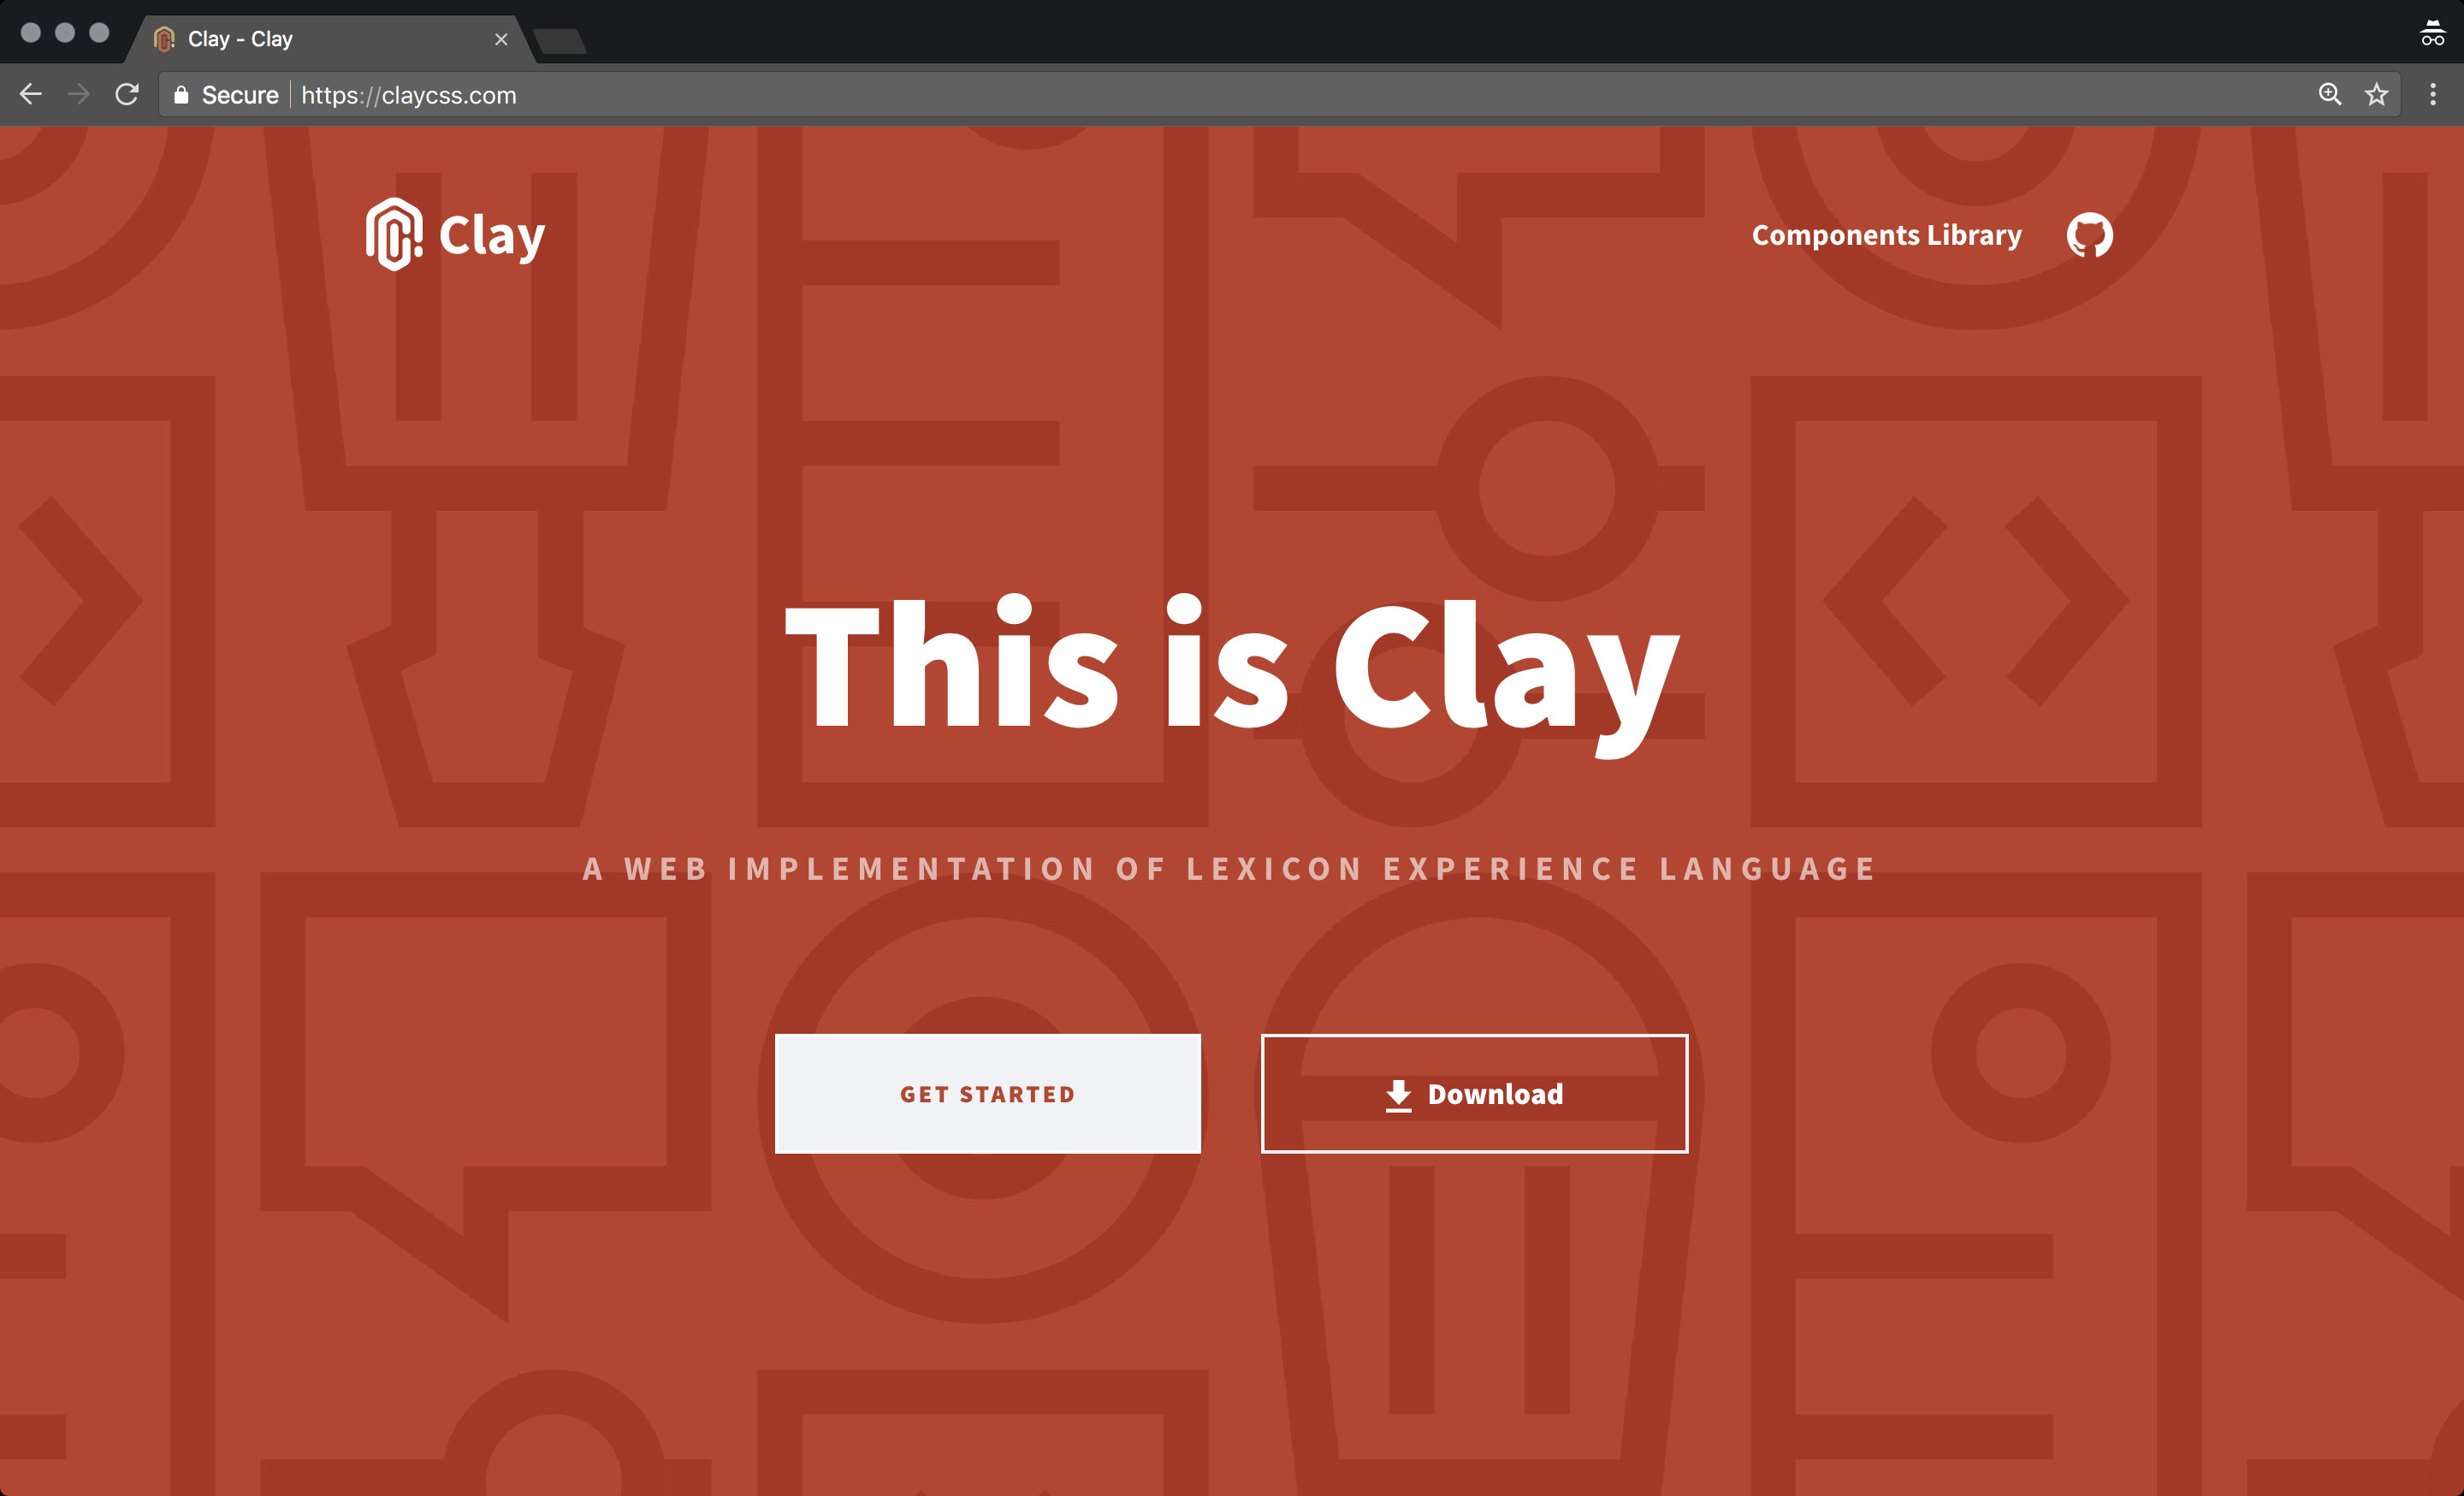 Clay - Clay
Secure https://claycss.com
Clay
Components Library
This is Clay
A WEB IMPLEMENTATION OF LEXICON EXPERIENCE LANGUAGE
GET STARTED
Download